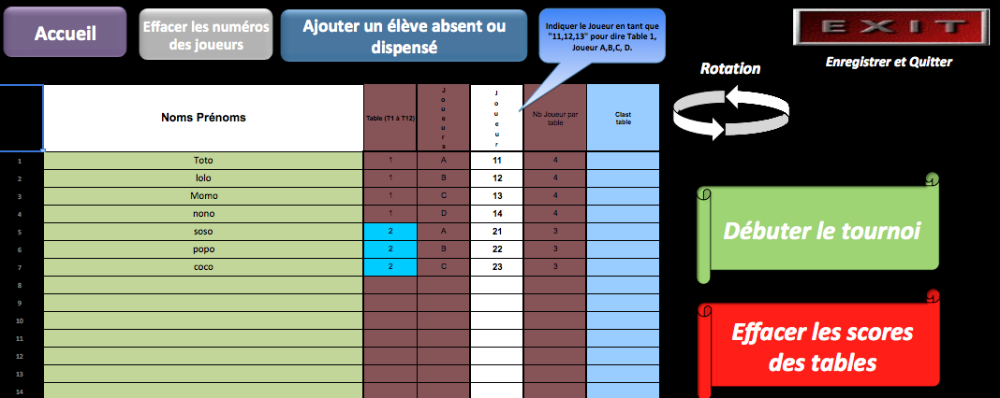 Accueil
Effacer les numéros
des joueurs
Ajouter un élève absent ou
dispensé
Indiquer le Joueur en tant que
"11,12,13" pour dire Table 1,
Joueur A,B,C, D.
EXIT
Enregistrer et Quitter
Rotation
Noms Prénoms
Table (T1 à T12)
Joueurs
Joueur
Nb Joueur par
table
Clast
table
1 Toto 1 A 11 4
2 lolo 1 B 12 4
3 Momo 1 C 13 4
4 nono 1 D 14 4
5 soso 2 A 21 3
6 popo 2 B 22 3
7 coco 2 C 23 3
8
9
10
11
12
13
14
Débuter le tournoi
Effacer les scores
des tables